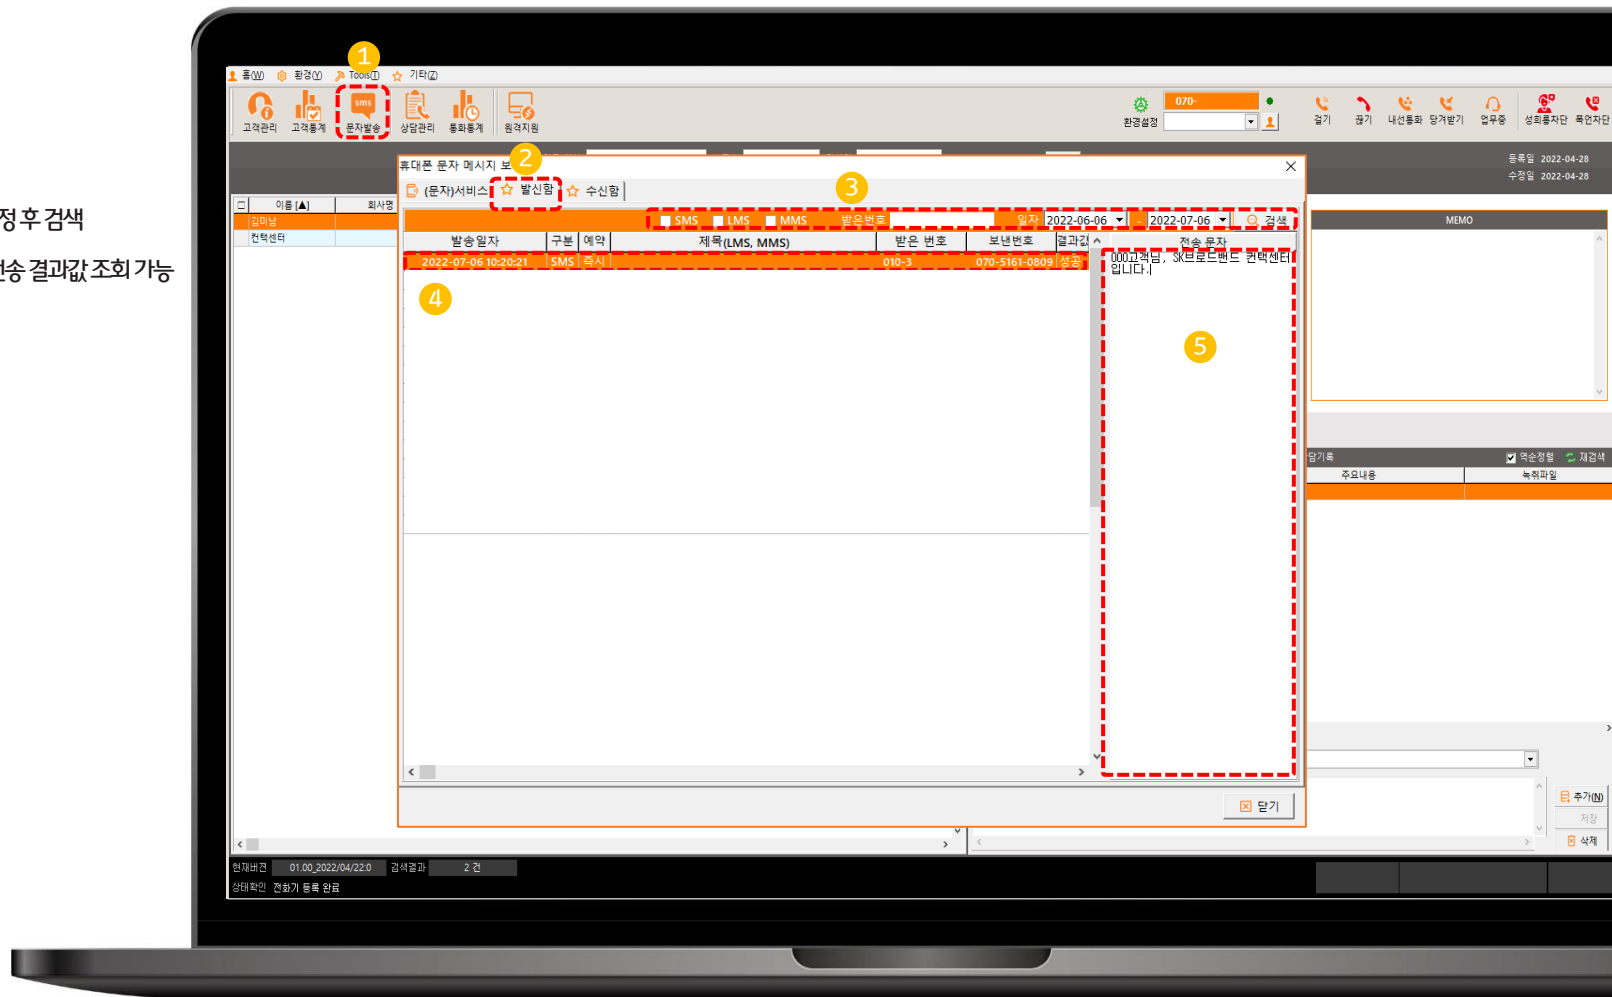 정 후 검색
전송 결과값 조회 가능
1
홈(W) 환경(Y) Tools(T) 기타(Z)
sms
고객관리 고객통계 문자발송 상담관리 통화통계 원격지원
070-
환경설정
걸기 끊기 내선통화 당겨받기 업무중 성희롱차단 폭언차단
등록일 2022-04-28
수정일 2022-04-28
2
휴대폰 문자 메시지 보
(문자)서비스 발신함 수신함
3
이름 [▲] 회사명
김미남
컨택센터
SMS LMS MMS 받은번호 일자 2022-06-06 - 2022-07-06 검색
발송일자 구분 예약 제목(LMS, MMS) 받은 번호 보낸번호 결과값 전송 문자
2022-07-06 10:20:21 SMS 즉시 010-3 070-5161-0809 성공
000고객님, SK브로드밴드 컨택센터
입니다.
4
5
MEMO
담기록 역순정렬 재검색
주요내용 녹취파일
닫기
추가(N)
저장
삭제
현재버전 01.00_2022/04/22:0 검색결과 2 건
상태확인 전화기 등록 완료